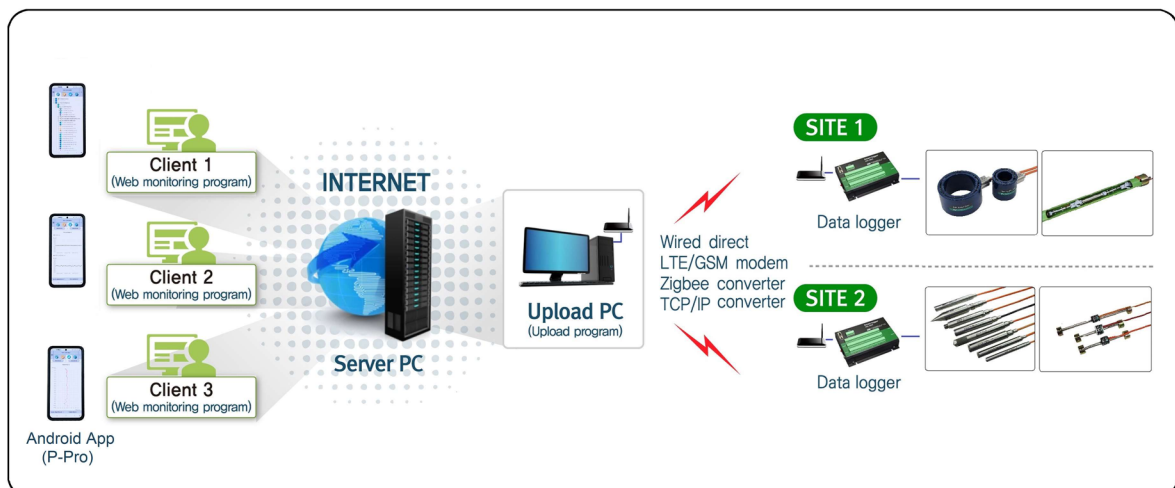 Client 1
(Web monitoring program)
Client 2
(Web monitoring program)
Client 3
(Web monitoring program)
Android App
(P-Pro)
INTERNET
Server PC
Upload PC
(Upload program)
Wired direct
LTE/GSM modem
Zigbee converter
TCP/IP converter
SITE 1
Data logger
SITE 2
Data logger